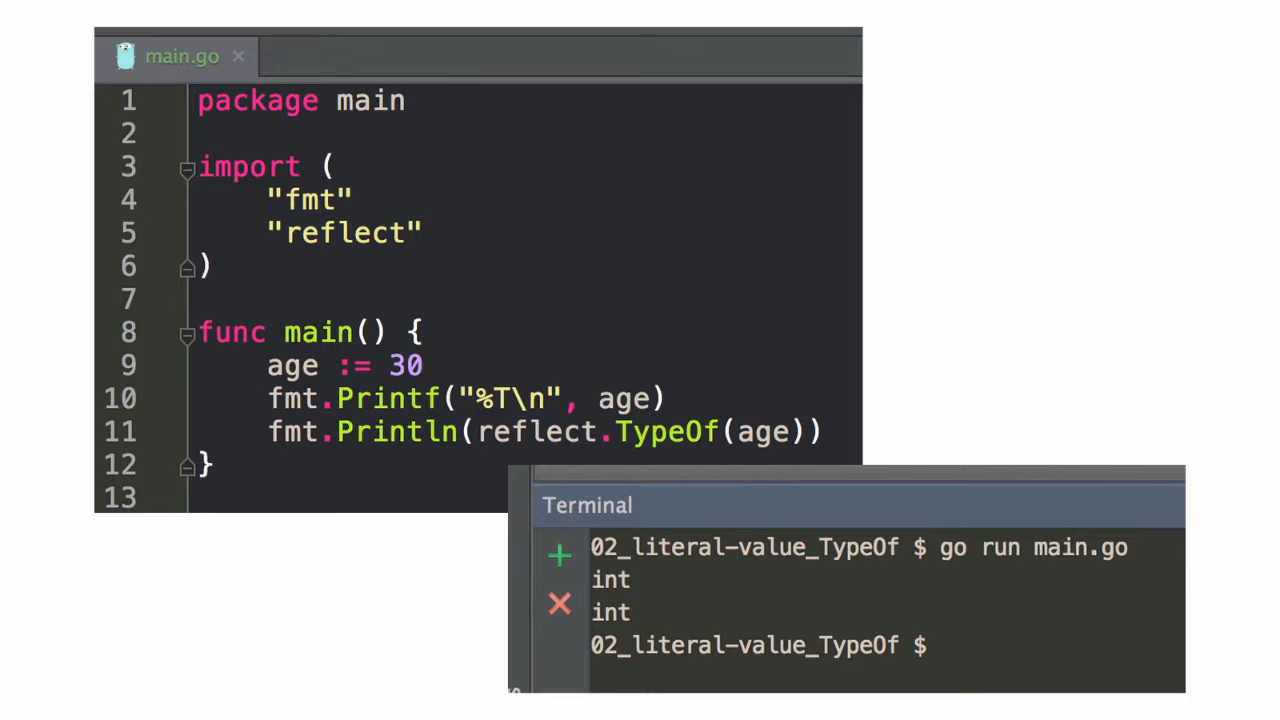 main.go ×
1 package main
2
3 import (
4     "fmt"
5     "reflect"
6 )
7
8 func main() {
9     age := 30
10     fmt.Printf("%T\n", age)
11     fmt.Println(reflect.TypeOf(age))
12 }
13
Terminal
02_literal-value_TypeOf $ go run main.go
int
int
02_literal-value_TypeOf $